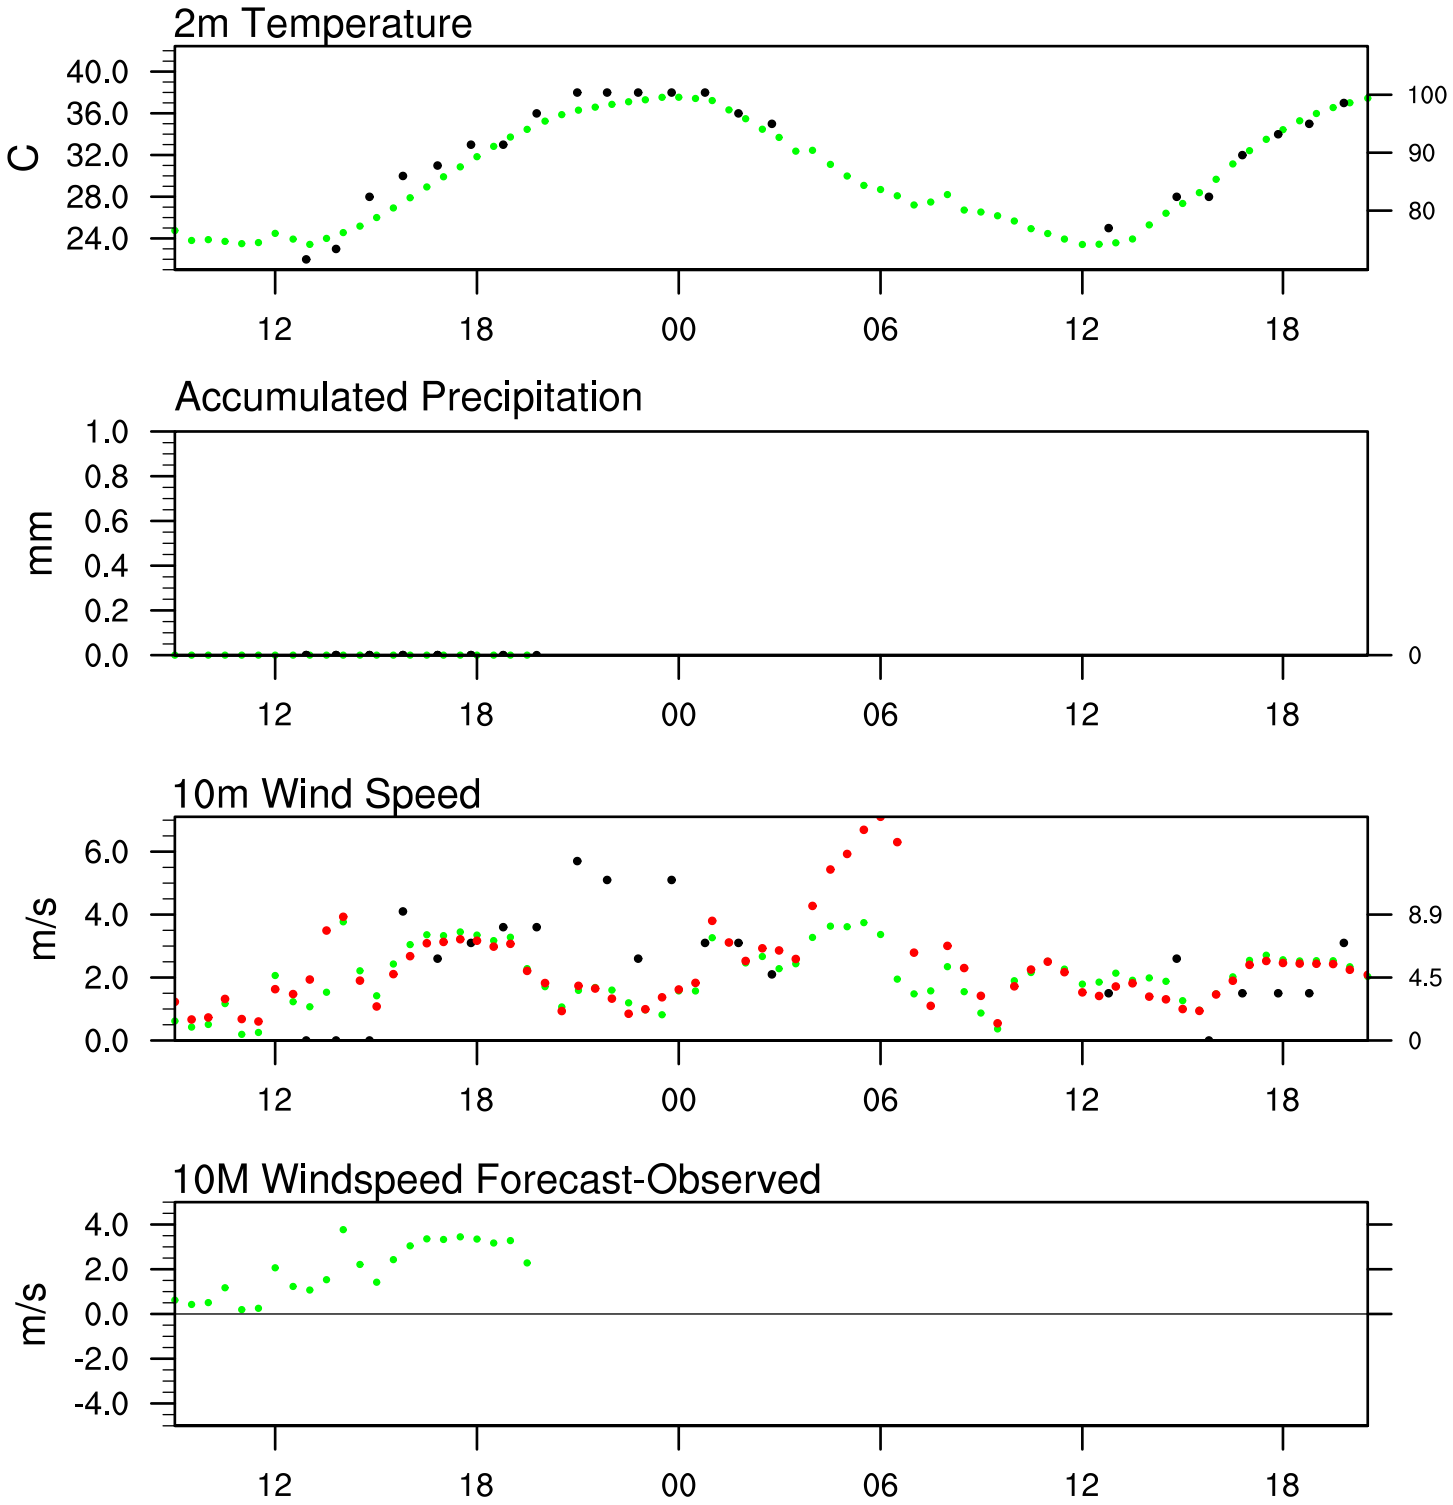 2m Temperature
40.0
36.0
32.0
28.0
24.0
C
100
90
80
12 18 00 06 12 18
Accumulated Precipitation
1.0
0.8
0.6
0.4
0.2
0.0
mm
0
12 18 00 06 12 18
10m Wind Speed
6.0
4.0
2.0
0.0
m/s
8.9
4.5
0
12 18 00 06 12 18
10M Windspeed Forecast-Observed
4.0
2.0
0.0
-2.0
-4.0
m/s
12 18 00 06 12 18